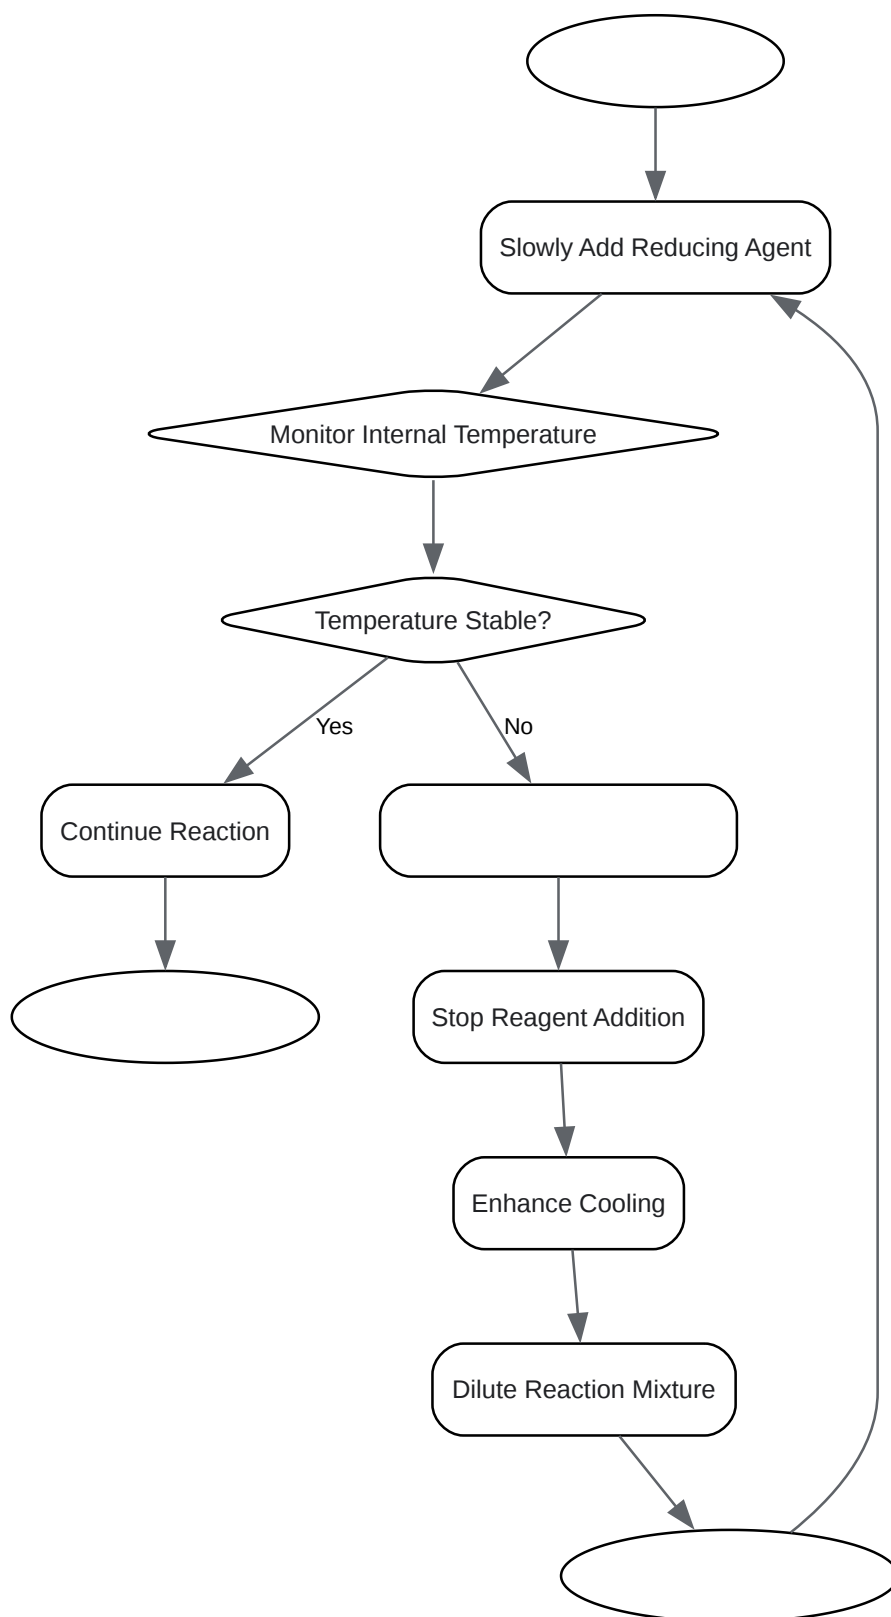 Slowly Add Reducing Agent
Monitor Internal Temperature
Temperature Stable?
Yes
No
Continue Reaction
Stop Reagent Addition
Enhance Cooling
Dilute Reaction Mixture